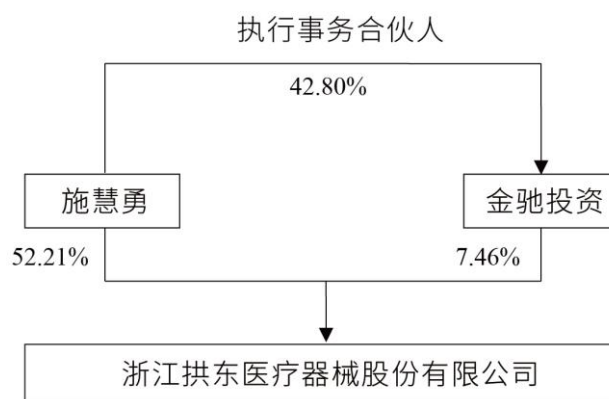 执行事务合伙人
42.80%
施慧勇
金驰投资
52.21%
7.46%
浙江拱东医疗器械股份有限公司